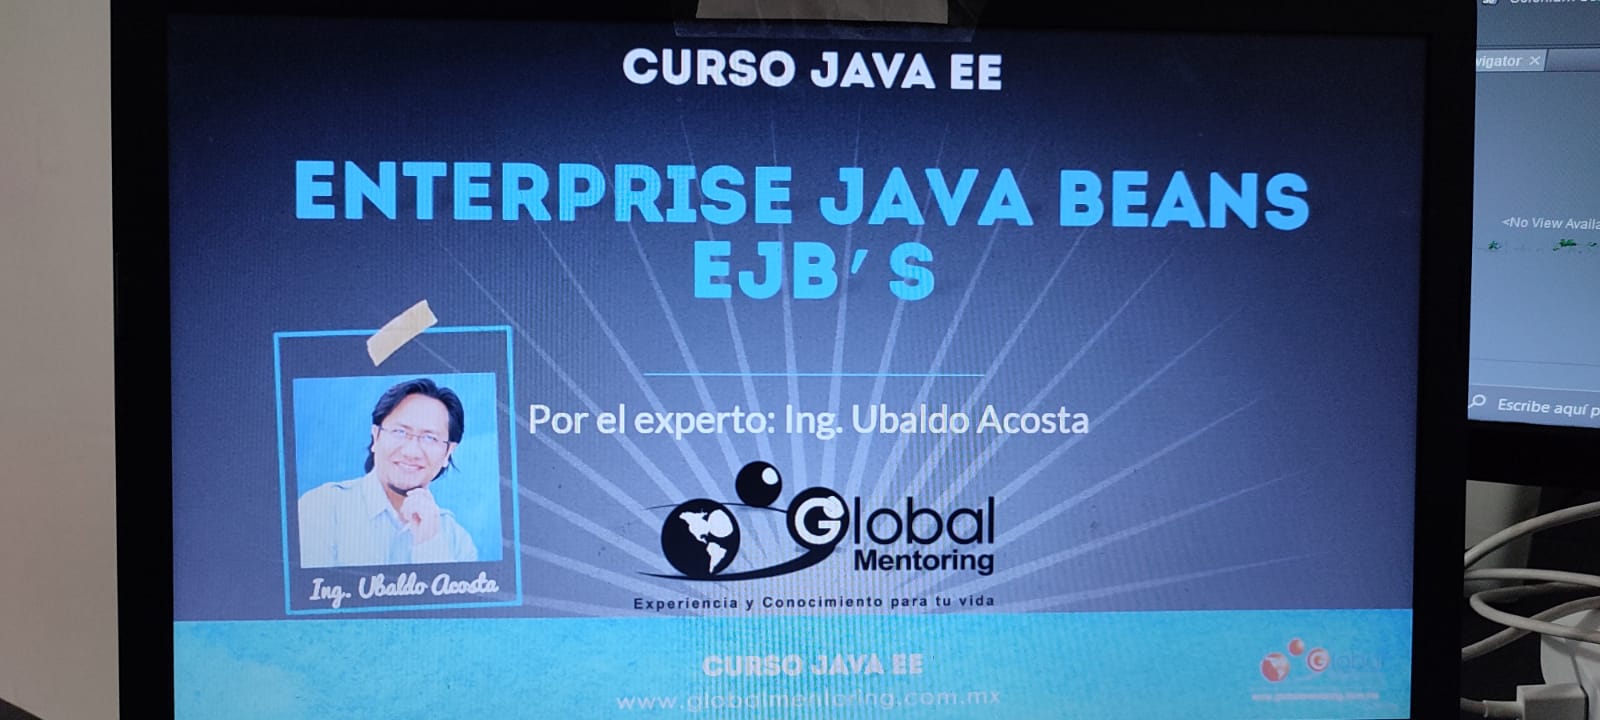 CURSO JAVA EE
ENTERPRISE JAVA BEANS
EJB'S
Por el experto: Ing. Ubaldo Acosta
Ing. Ubaldo Acosta
Global
Mentoring
Experiencia y Conocimiento para tu vida
CURSO JAVA EE
www.globalmentoring.com.mx
Global
vigator ×
<No View Availa
Escribe aquí p